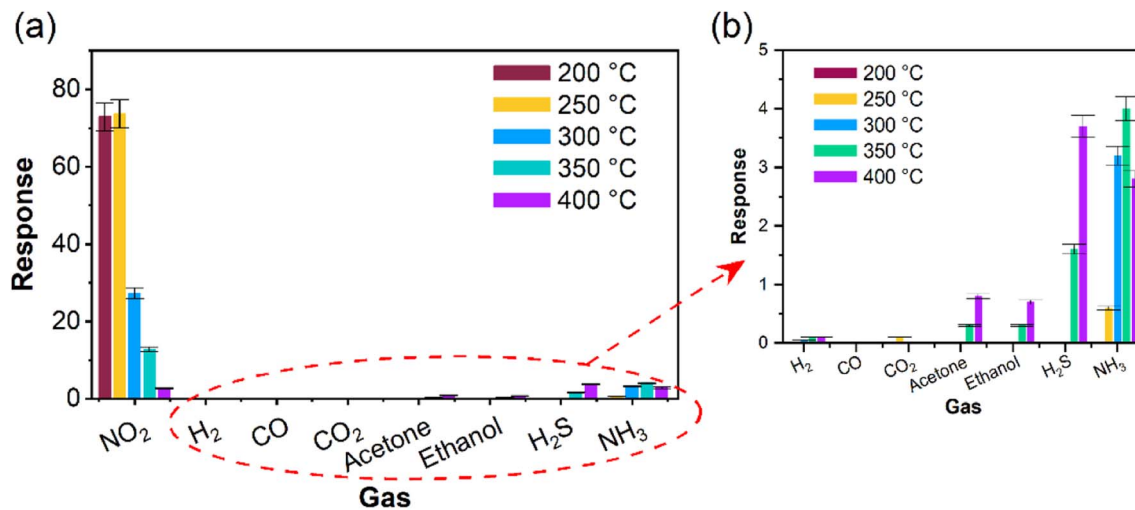 (a)
Response
80
60
40
20
0
200 °C
250 °C
300 °C
350 °C
400 °C
NO₂
H₂
CO
CO₂
Acetone
Ethanol
H₂S
NH₃
Gas
(b)
Response
5
4
3
2
1
0
200 °C
250 °C
300 °C
350 °C
400 °C
H₂
CO
CO₂
Acetone
Ethanol
H₂S
NH₃
Gas